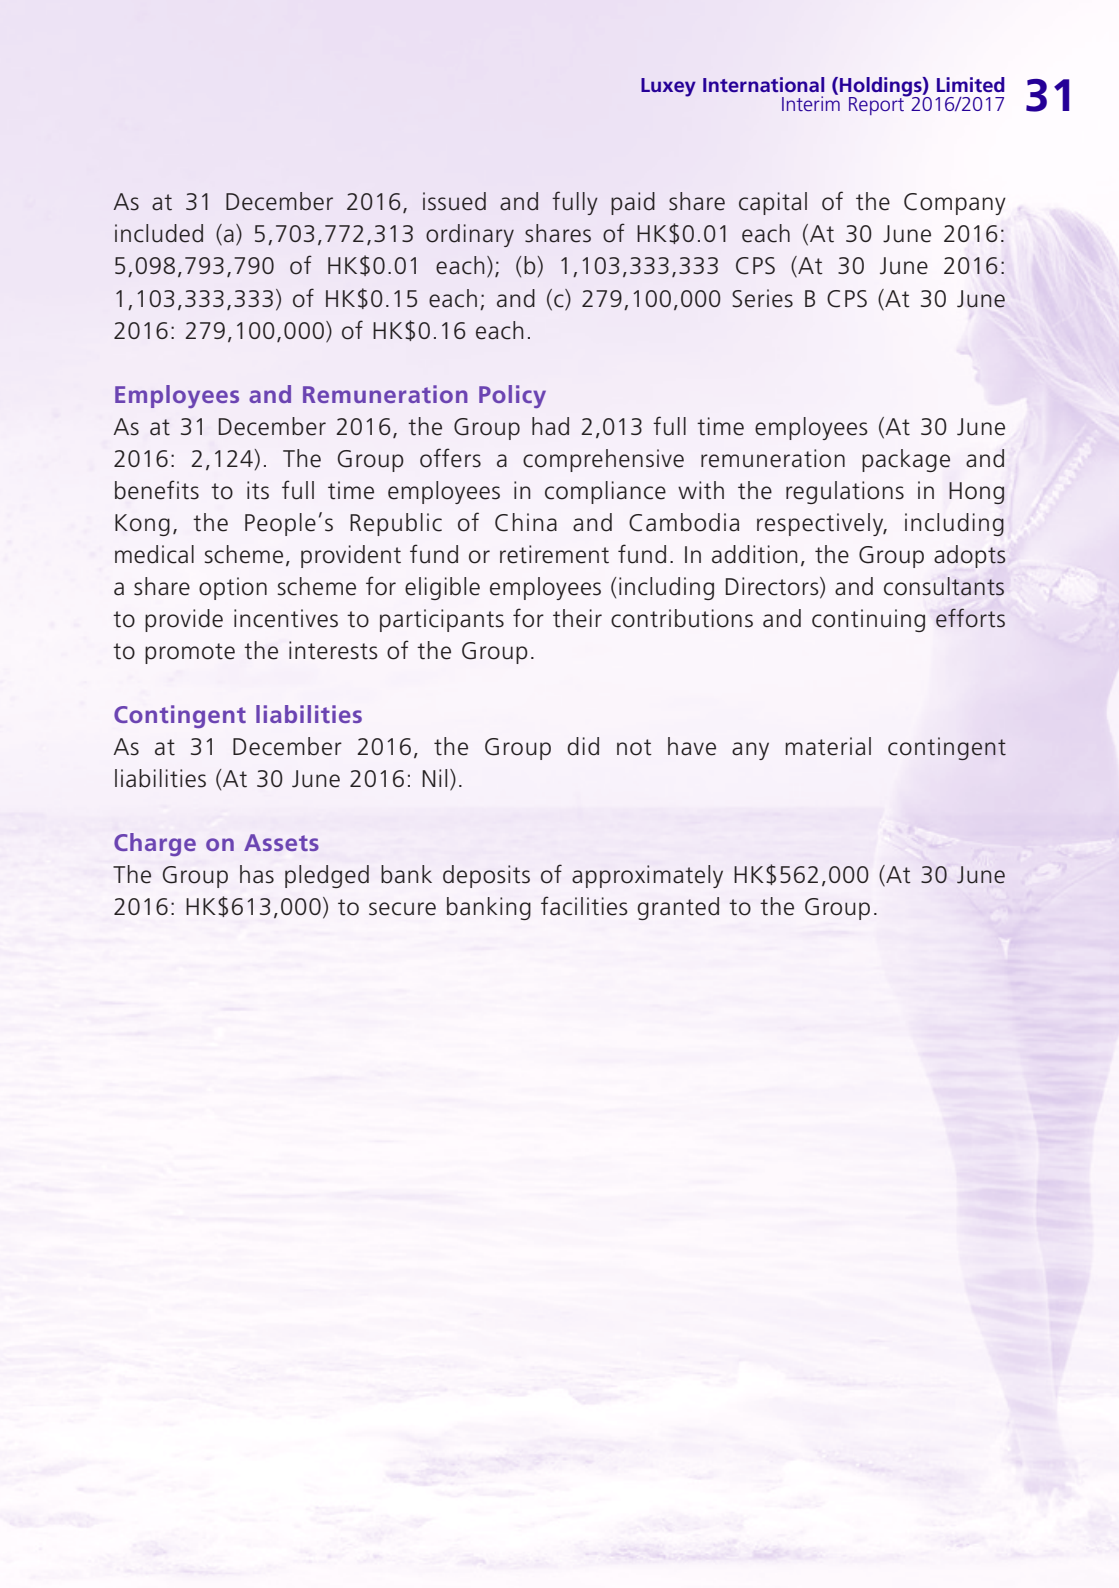 Luxey International (Holdings) Limited
Interim Report 2016/2017
31
As at 31 December 2016, issued and fully paid share capital of the Company
included (a) 5,703,772,313 ordinary shares of HK$0.01 each (At 30 June 2016:
5,098,793,790 of HK$0.01 each); (b) 1,103,333,333 CPS (At 30 June 2016:
1,103,333,333) of HK$0.15 each; and (c) 279,100,000 Series B CPS (At 30 June
2016: 279,100,000) of HK$0.16 each.
Employees and Remuneration Policy
As at 31 December 2016, the Group had 2,013 full time employees (At 30 June
2016: 2,124). The Group offers a comprehensive remuneration package and
benefits to its full time employees in compliance with the regulations in Hong
Kong, the People’s Republic of China and Cambodia respectively, including
medical scheme, provident fund or retirement fund. In addition, the Group adopts
a share option scheme for eligible employees (including Directors) and consultants
to provide incentives to participants for their contributions and continuing efforts
to promote the interests of the Group.
Contingent liabilities
As at 31 December 2016, the Group did not have any material contingent
liabilities (At 30 June 2016: Nil).
Charge on Assets
The Group has pledged bank deposits of approximately HK$562,000 (At 30 June
2016: HK$613,000) to secure banking facilities granted to the Group.